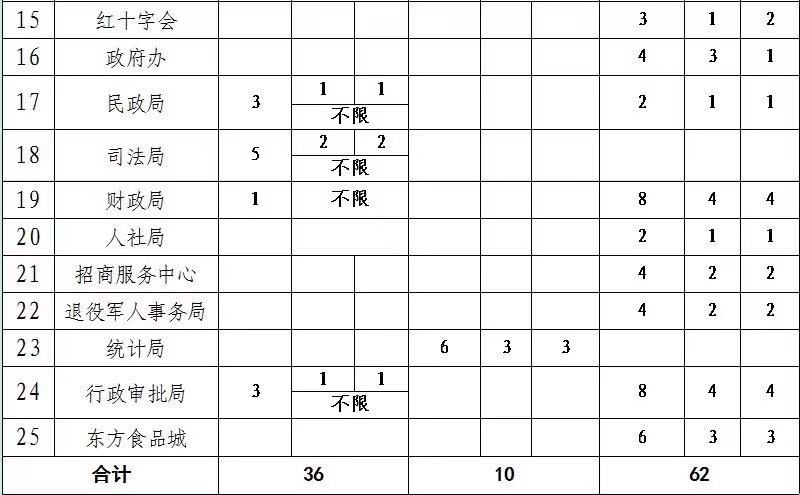 15 红十字会 3 1 2
16 政府办 4 3 1
17 民政局 3 1 1 不限 2 1 1
18 司法局 5 2 2 不限
19 财政局 1 不限 8 4 4
20 人社局 2 1 1
21 招商服务中心 4 2 2
22 退役军人事务局 4 2 2
23 统计局 6 3 3
24 行政审批局 3 1 1 不限 8 4 4
25 东方食品城 6 3 3
合计 36 10 62